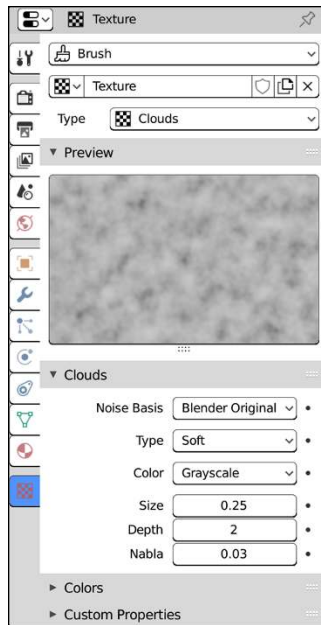 Texture
Brush
Texture
Type Clouds
Preview
Clouds
Noise Basis Blender Original
Type Soft
Color Grayscale
Size 0.25
Depth 2
Nabla 0.03
Colors
Custom Properties